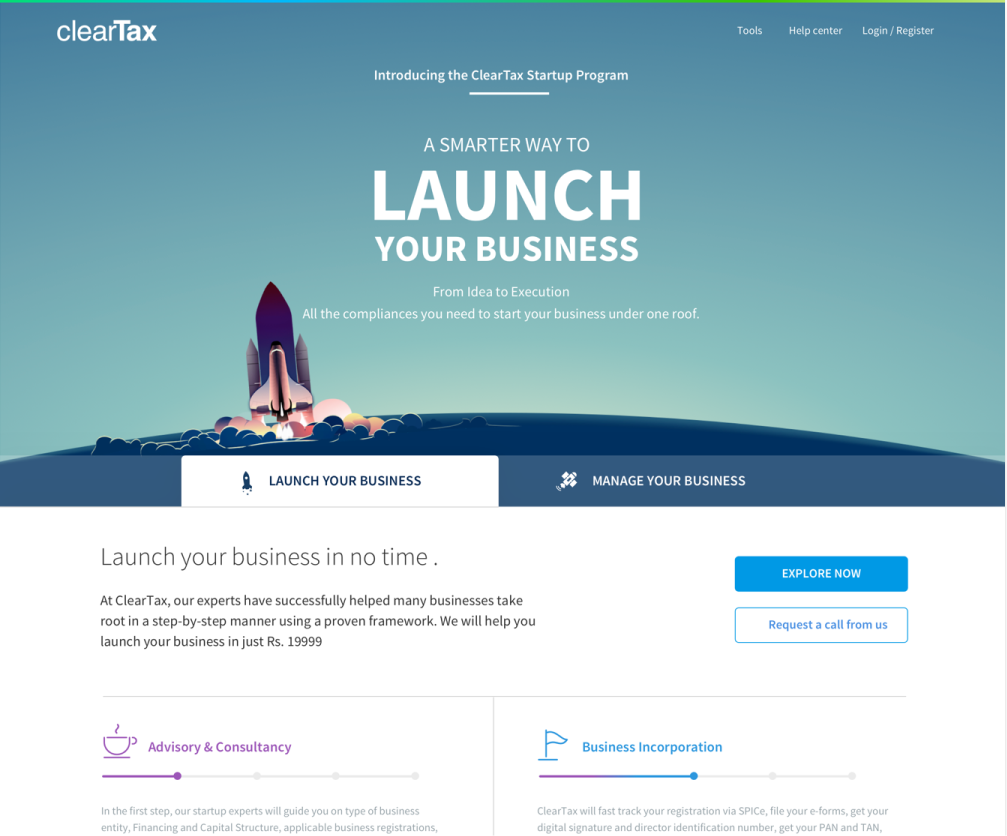 clearTax
Tools Help center Login / Register
Introducing the ClearTax Startup Program
A SMARTER WAY TO
LAUNCH
YOUR BUSINESS
From Idea to Execution
All the compliances you need to start your business under one roof.
LAUNCH YOUR BUSINESS
MANAGE YOUR BUSINESS
Launch your business in no time .
At ClearTax, our experts have successfully helped many businesses take
root in a step-by-step manner using a proven framework. We will help you
launch your business in just Rs. 19999
EXPLORE NOW
Request a call from us
Advisory & Consultancy
In the first step, our startup experts will guide you on type of business
entity, Financing and Capital Structure, applicable business registrations,
Business Incorporation
ClearTax will fast track your registration via SPICe, file your e-forms, get your
digital signature and director identification number, get your PAN and TAN,